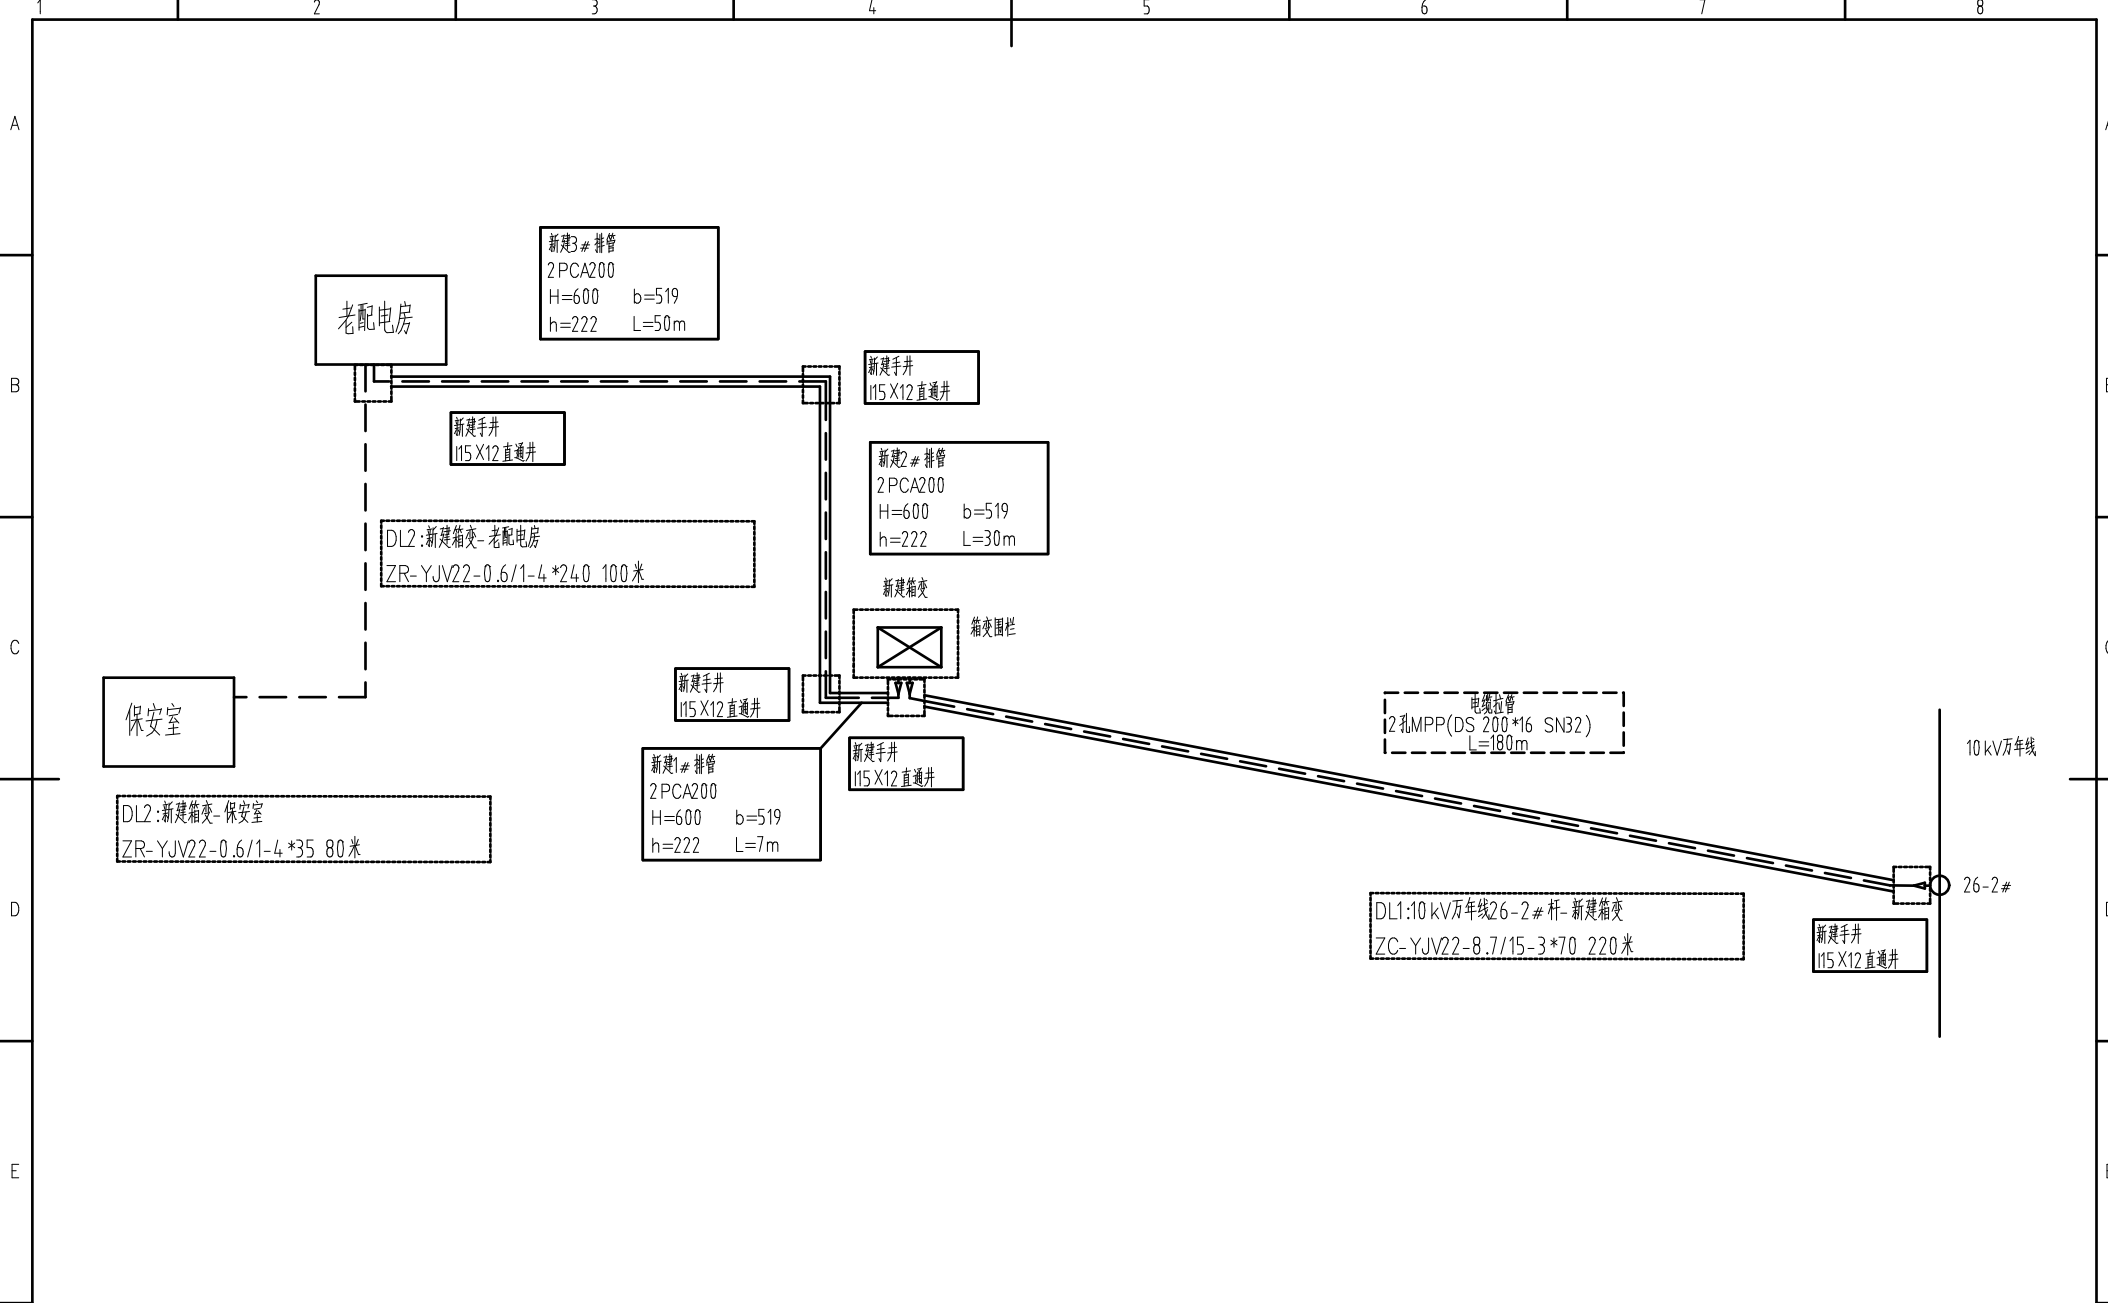 1 2 3 4 5 6 7 8
A
B
C
D
E
新建3#排管
2PCA200
H=600 b=519
h=222 L=50m
老配电房
新建手井
I15X12直通井
新建手井
I15X12直通井
新建2#排管
2PCA200
H=600 b=519
h=222 L=30m
DL2:新建箱变-老配电房
ZR-YJV22-0.6/1-4*240 100米
新建箱变
箱变围栏
新建手井
I15X12直通井
保安室
电缆拉管
2孔MPP(DS 200*16 SN32)
L=180m
10kV万年线
新建手井
I15X12直通井
新建1#排管
2PCA200
H=600 b=519
h=222 L=7m
DL2:新建箱变-保安室
ZR-YJV22-0.6/1-4*35 80米
26-2#
DL1:10kV万年线26-2#杆-新建箱变
ZC-YJV22-8.7/15-3*70 220米
新建手井
I15X12直通井